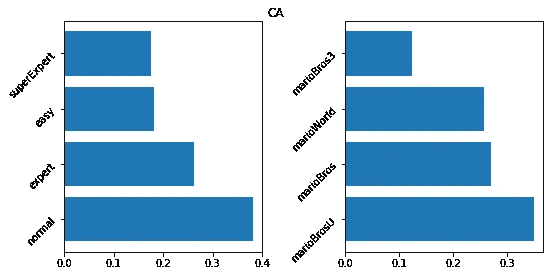 CA
superExpert
easy
expert
normal
0.0 0.1 0.2 0.3 0.4
marioBros3
marioWorld
marioBros
marioBrosU
0.0 0.1 0.2 0.3